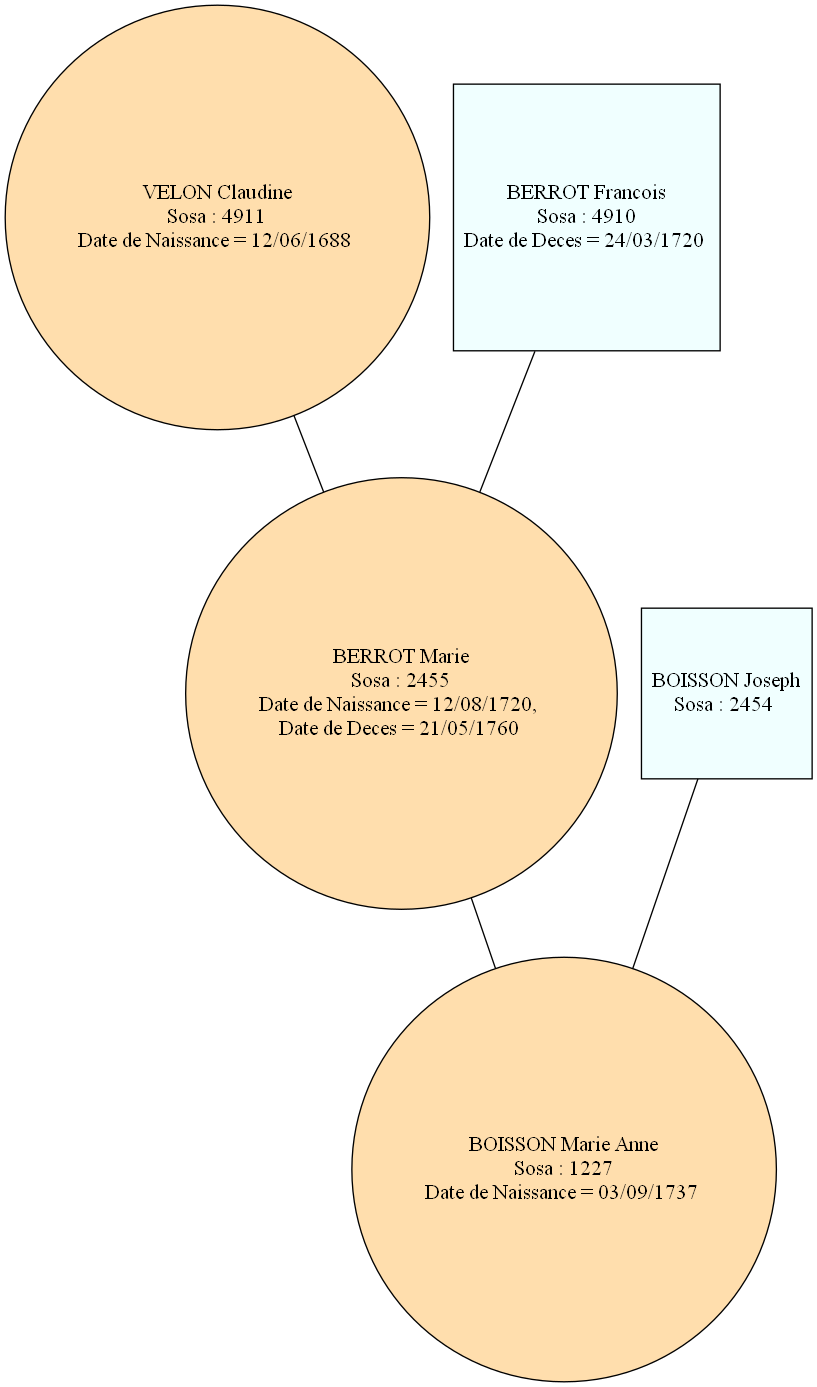 VELON Claudine
Sosa : 4911
Date de Naissance = 12/06/1688
BERROT Francois
Sosa : 4910
Date de Deces = 24/03/1720
BERROT Marie
Sosa : 2455
Date de Naissance = 12/08/1720,
Date de Deces = 21/05/1760
BOISSON Joseph
Sosa : 2454
BOISSON Marie Anne
Sosa : 1227
Date de Naissance = 03/09/1737